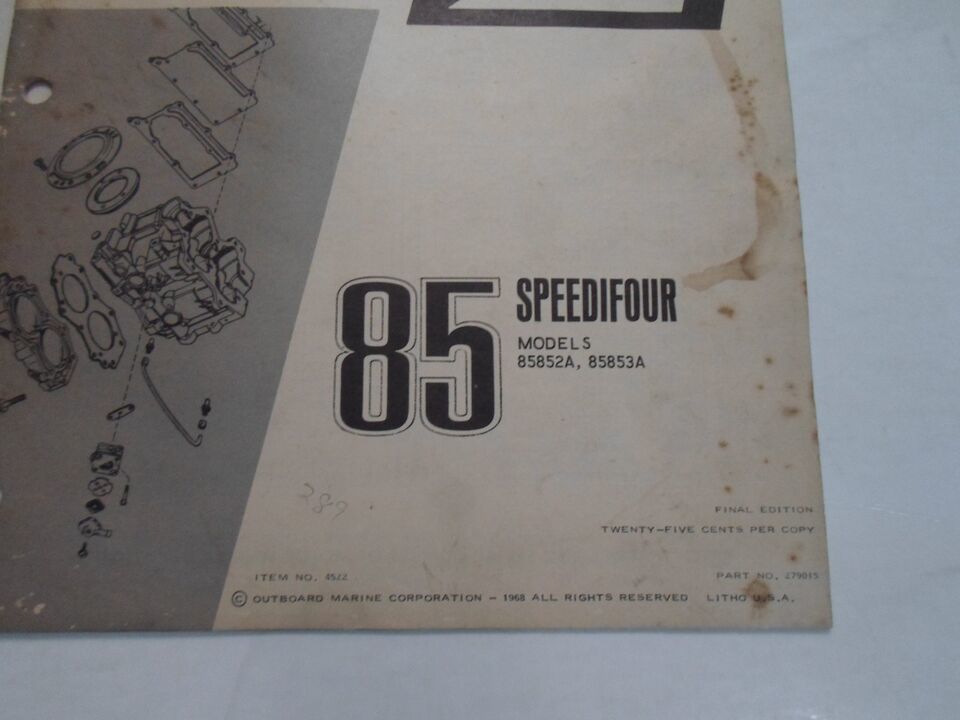 85
SPEEDIFOUR
MODELS
85852A, 85853A
FINAL EDITION
TWENTY-FIVE CENTS PER COPY
ITEM NO. 4522
PART NO. 279015
© OUTBOARD MARINE CORPORATION - 1968 ALL RIGHTS RESERVED LITHO U.S.A.